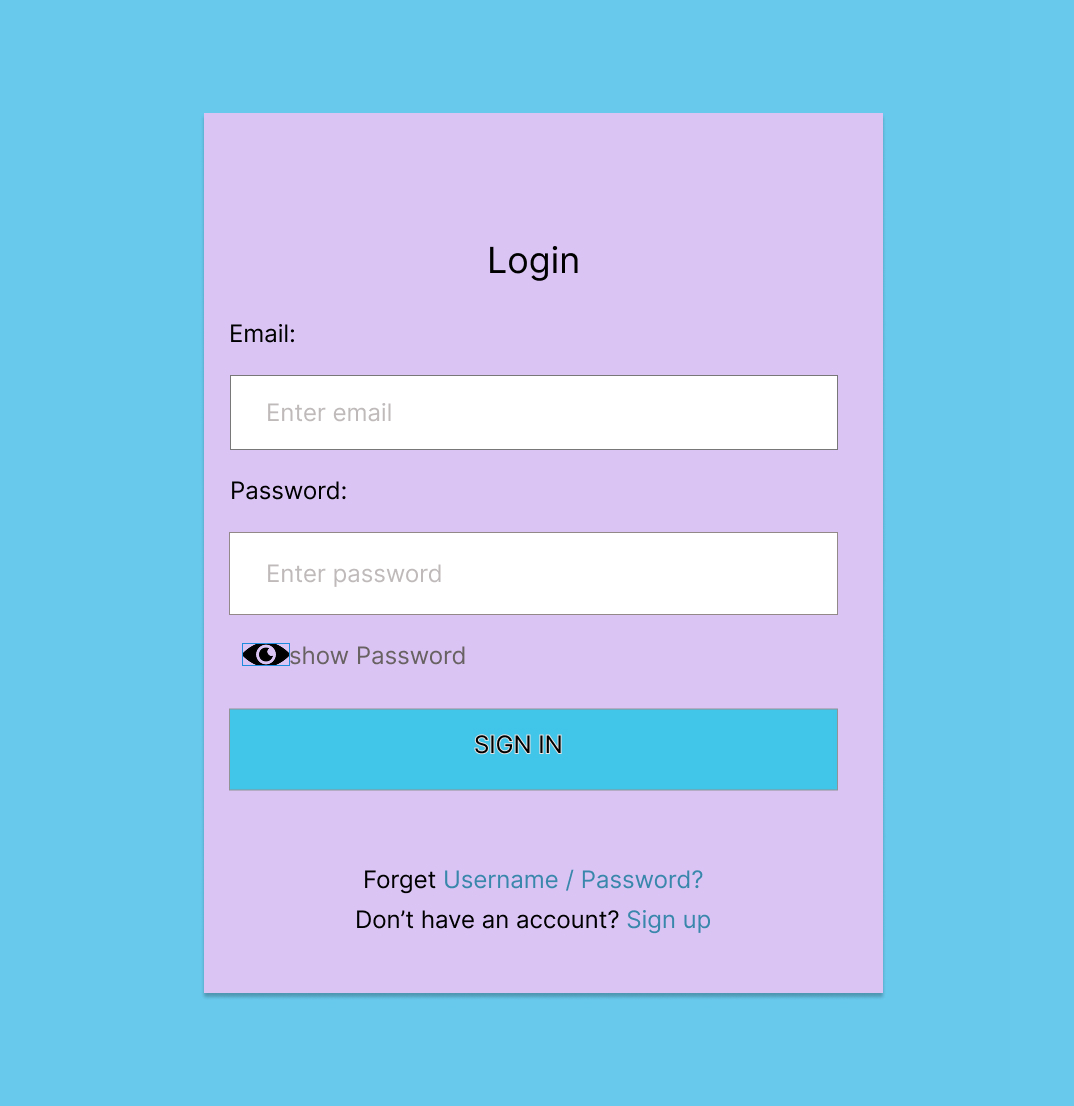 Login
Email:
Enter email
Password:
Enter password
show Password
SIGN IN
Forget Username / Password?
Don’t have an account? Sign up